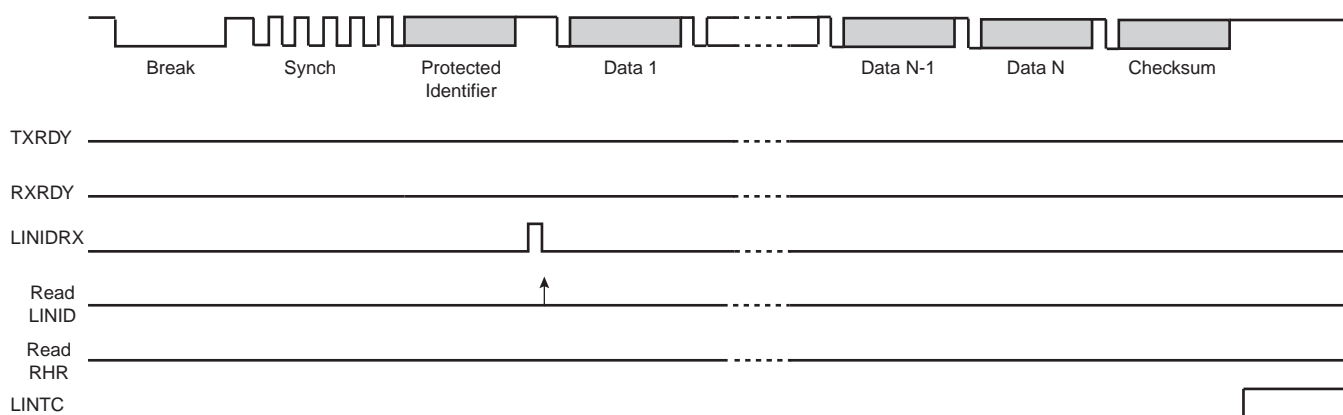 Break
Synch
Protected
Identifier
Data 1
Data N-1
Data N
Checksum
TXRDY
RXRDY
LINIDRX
Read
LINID
Read
RHR
LINTC